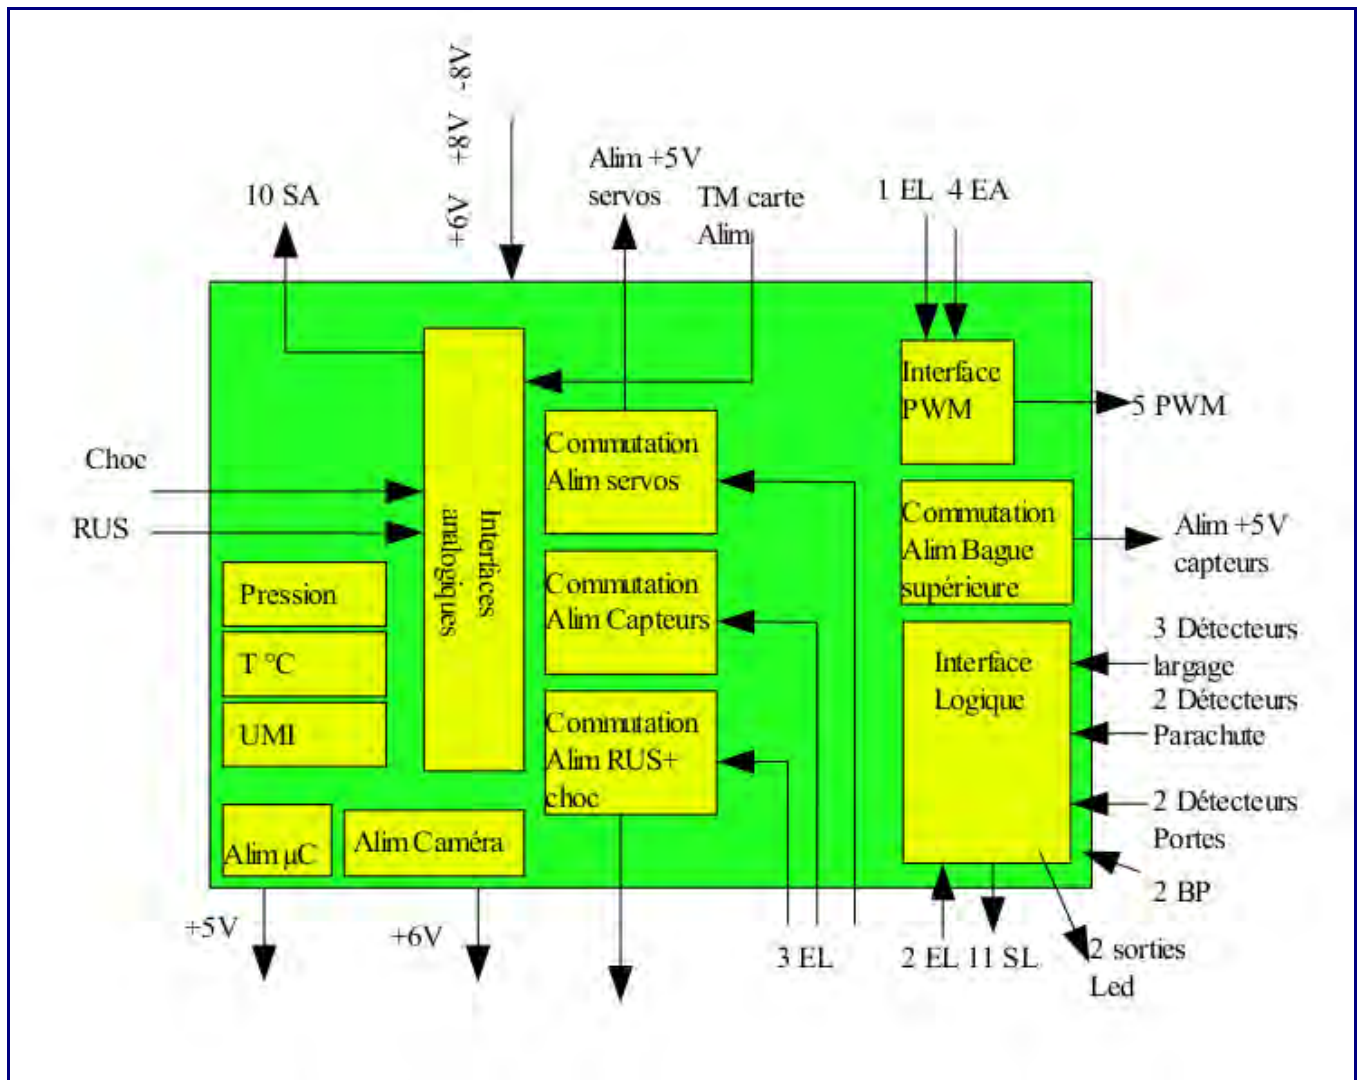 +6V +8V -8V
10 SA
Alim +5V
servos
TM carte
Alim
1 EL 4 EA
Interface
PWM
5 PWM
Choc
RUS
Interfaces
analogiques
Commutation
Alim servos
Commutation
Alim Bague
supérieure
Alim +5V
capteurs
Pression
T °C
UMI
Commutation
Alim Capteurs
Commutation
Alim RUS+
choc
Interface
Logique
3 Détecteurs
largage
2 Détecteurs
Parachute
2 Détecteurs
Portes
2 BP
Alim µC
Alim Caméra
+5V
+6V
3 EL
2 EL 11 SL
2 sorties
Led